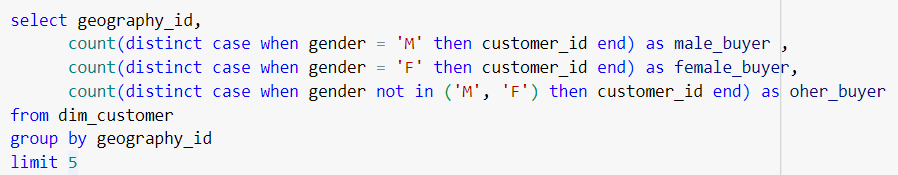 select geography_id,
count(distinct case when gender = 'M' then customer_id end) as male_buyer ,
count(distinct case when gender = 'F' then customer_id end) as female_buyer,
count(distinct case when gender not in ('M', 'F') then customer_id end) as oher_buyer
from dim_customer
group by geography_id
limit 5